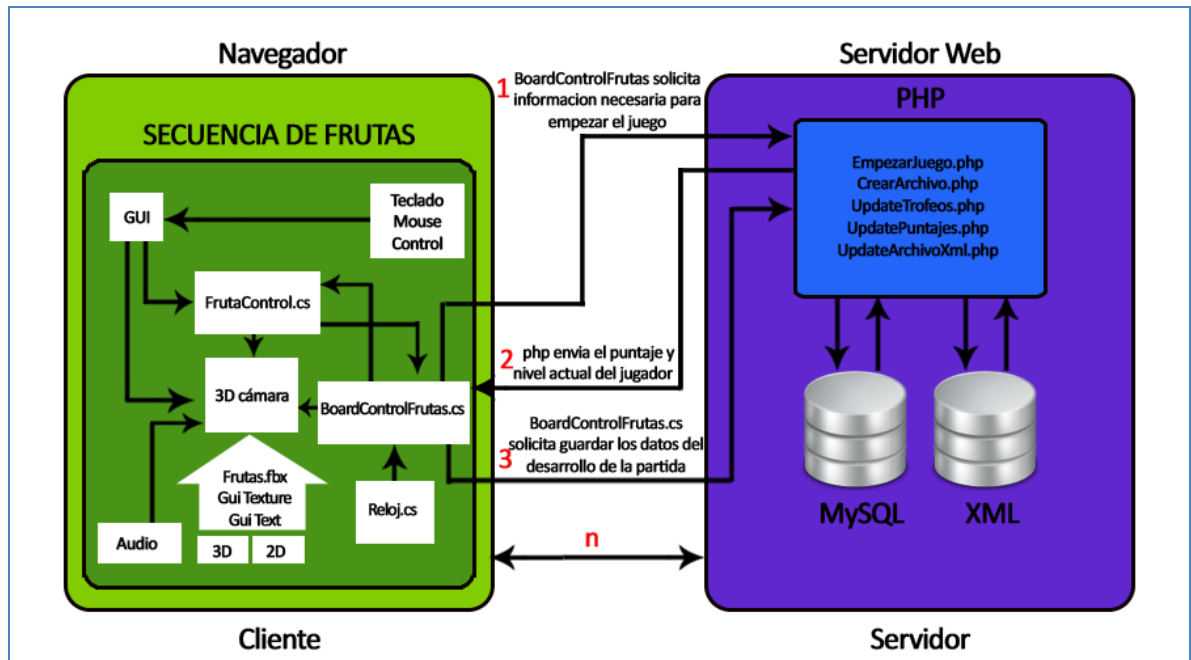 Navegador
Servidor Web
SECUENCIA DE FRUTAS
GUI
Teclado
Mouse
Control
FrutaControl.cs
3D cámara
BoardControlFrutas.cs
Frutas.fbx
Gui Texture
Gui Text
Audio
3D
2D
Reloj.cs
Cliente
1
BoardControlFrutas solicita
informacion necesaria para
empezar el juego
2
php envia el puntaje y
nivel actual del jugador
3
BoardControlFrutas.cs
solicita guardar los datos del
desarrollo de la partida
n
PHP
EmpezarJuego.php
CrearArchivo.php
UpdateTrofeos.php
UpdatePuntajes.php
UpdateArchivoXml.php
MySQL
XML
Servidor